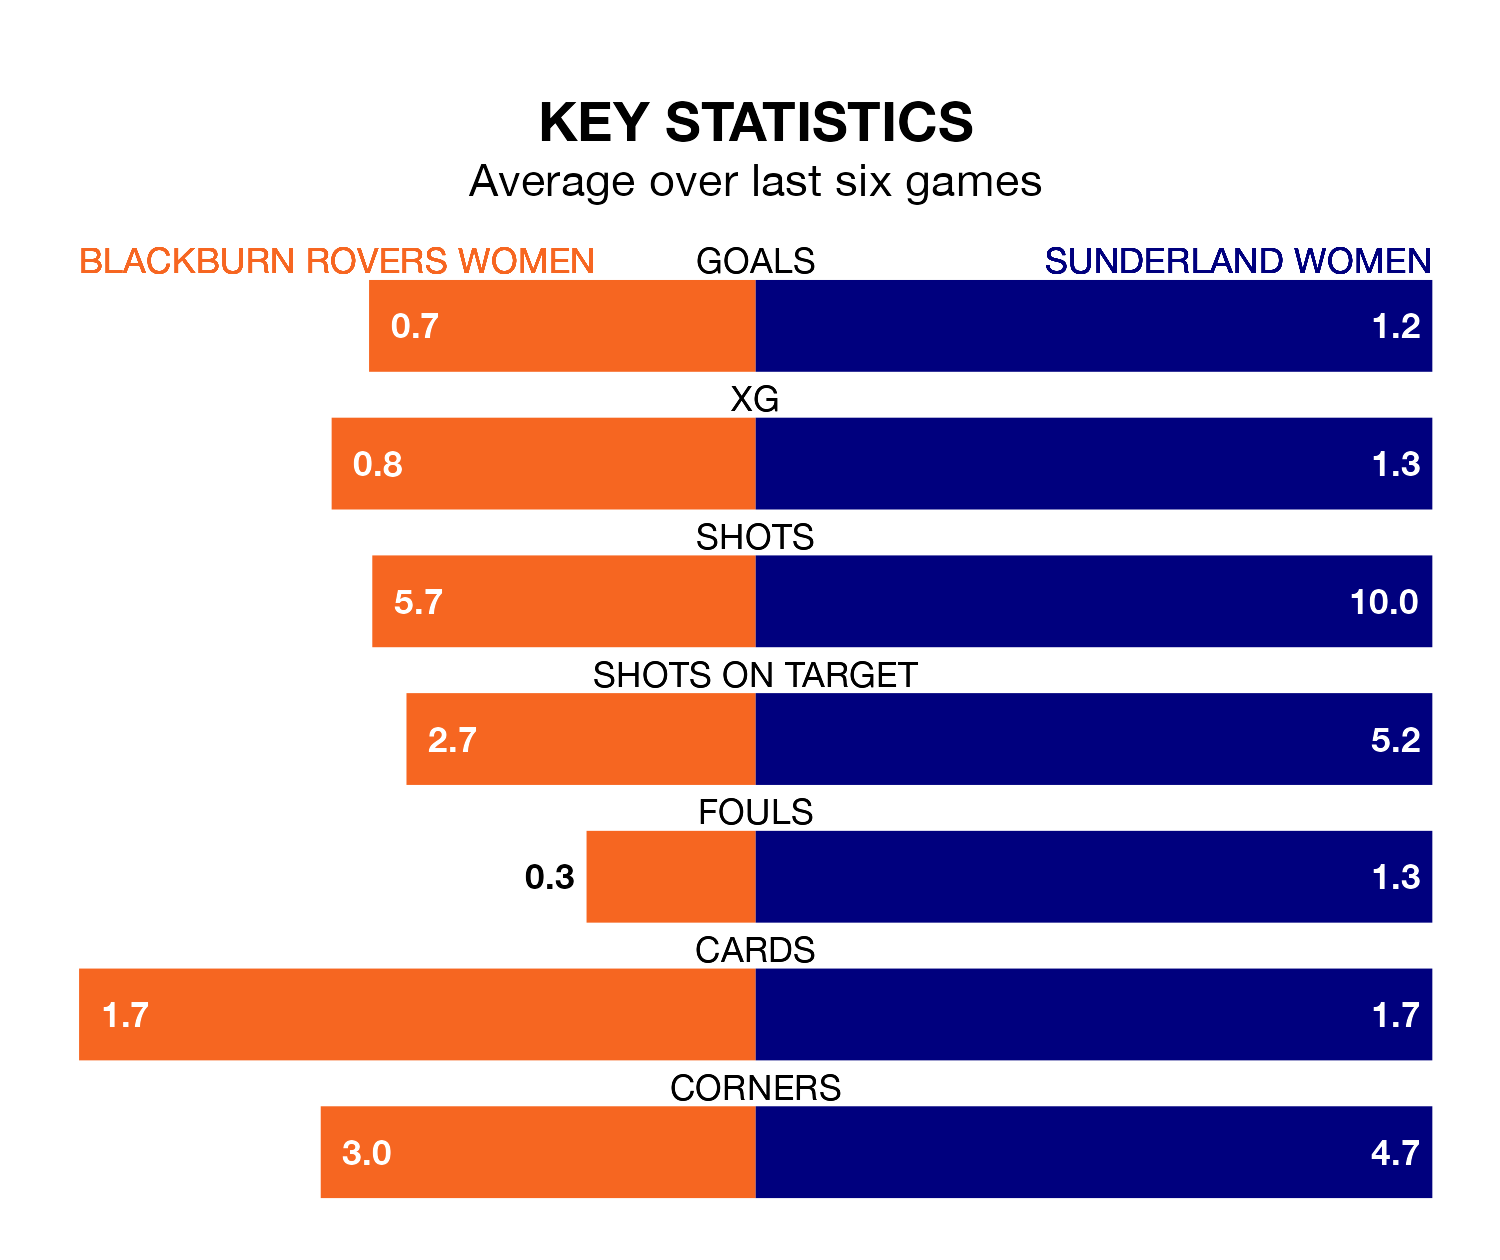 KEY STATISTICS
Average over last six games
BLACKBURN ROVERS WOMEN GOALS SUNDERLAND WOMEN
0.7 1.2
XG
0.8 1.3
SHOTS
5.7 10.0
SHOTS ON TARGET
2.7 5.2
FOULS
0.3 1.3
CARDS
1.7 1.7
CORNERS
3.0 4.7